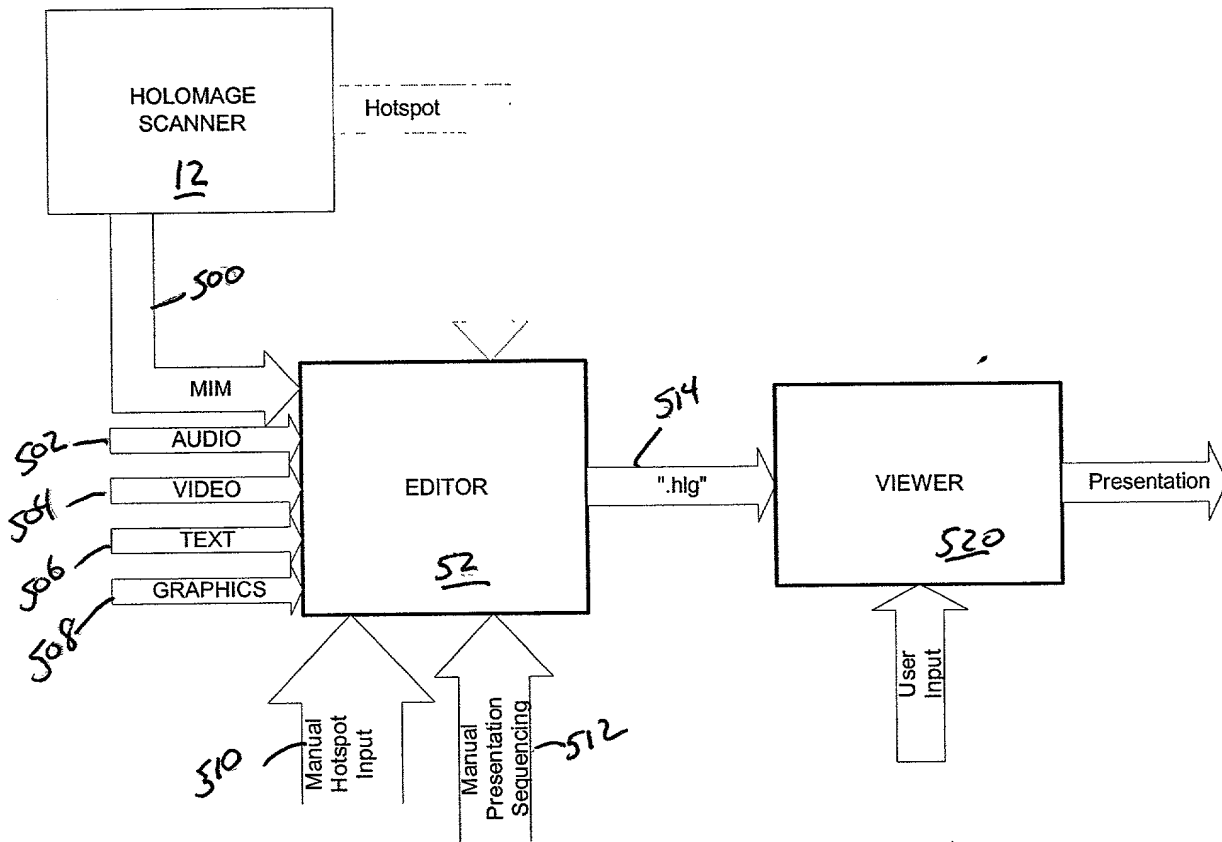 HOLOMAGE
SCANNER
12
Hotspot
500
MIM
502
AUDIO
504
VIDEO
506
TEXT
508
GRAPHICS
EDITOR
52
514
".hlg"
VIEWER
520
Presentation
510
Manual
Hotspot
Input
Manual
Presentation
Sequencing
512
User
Input